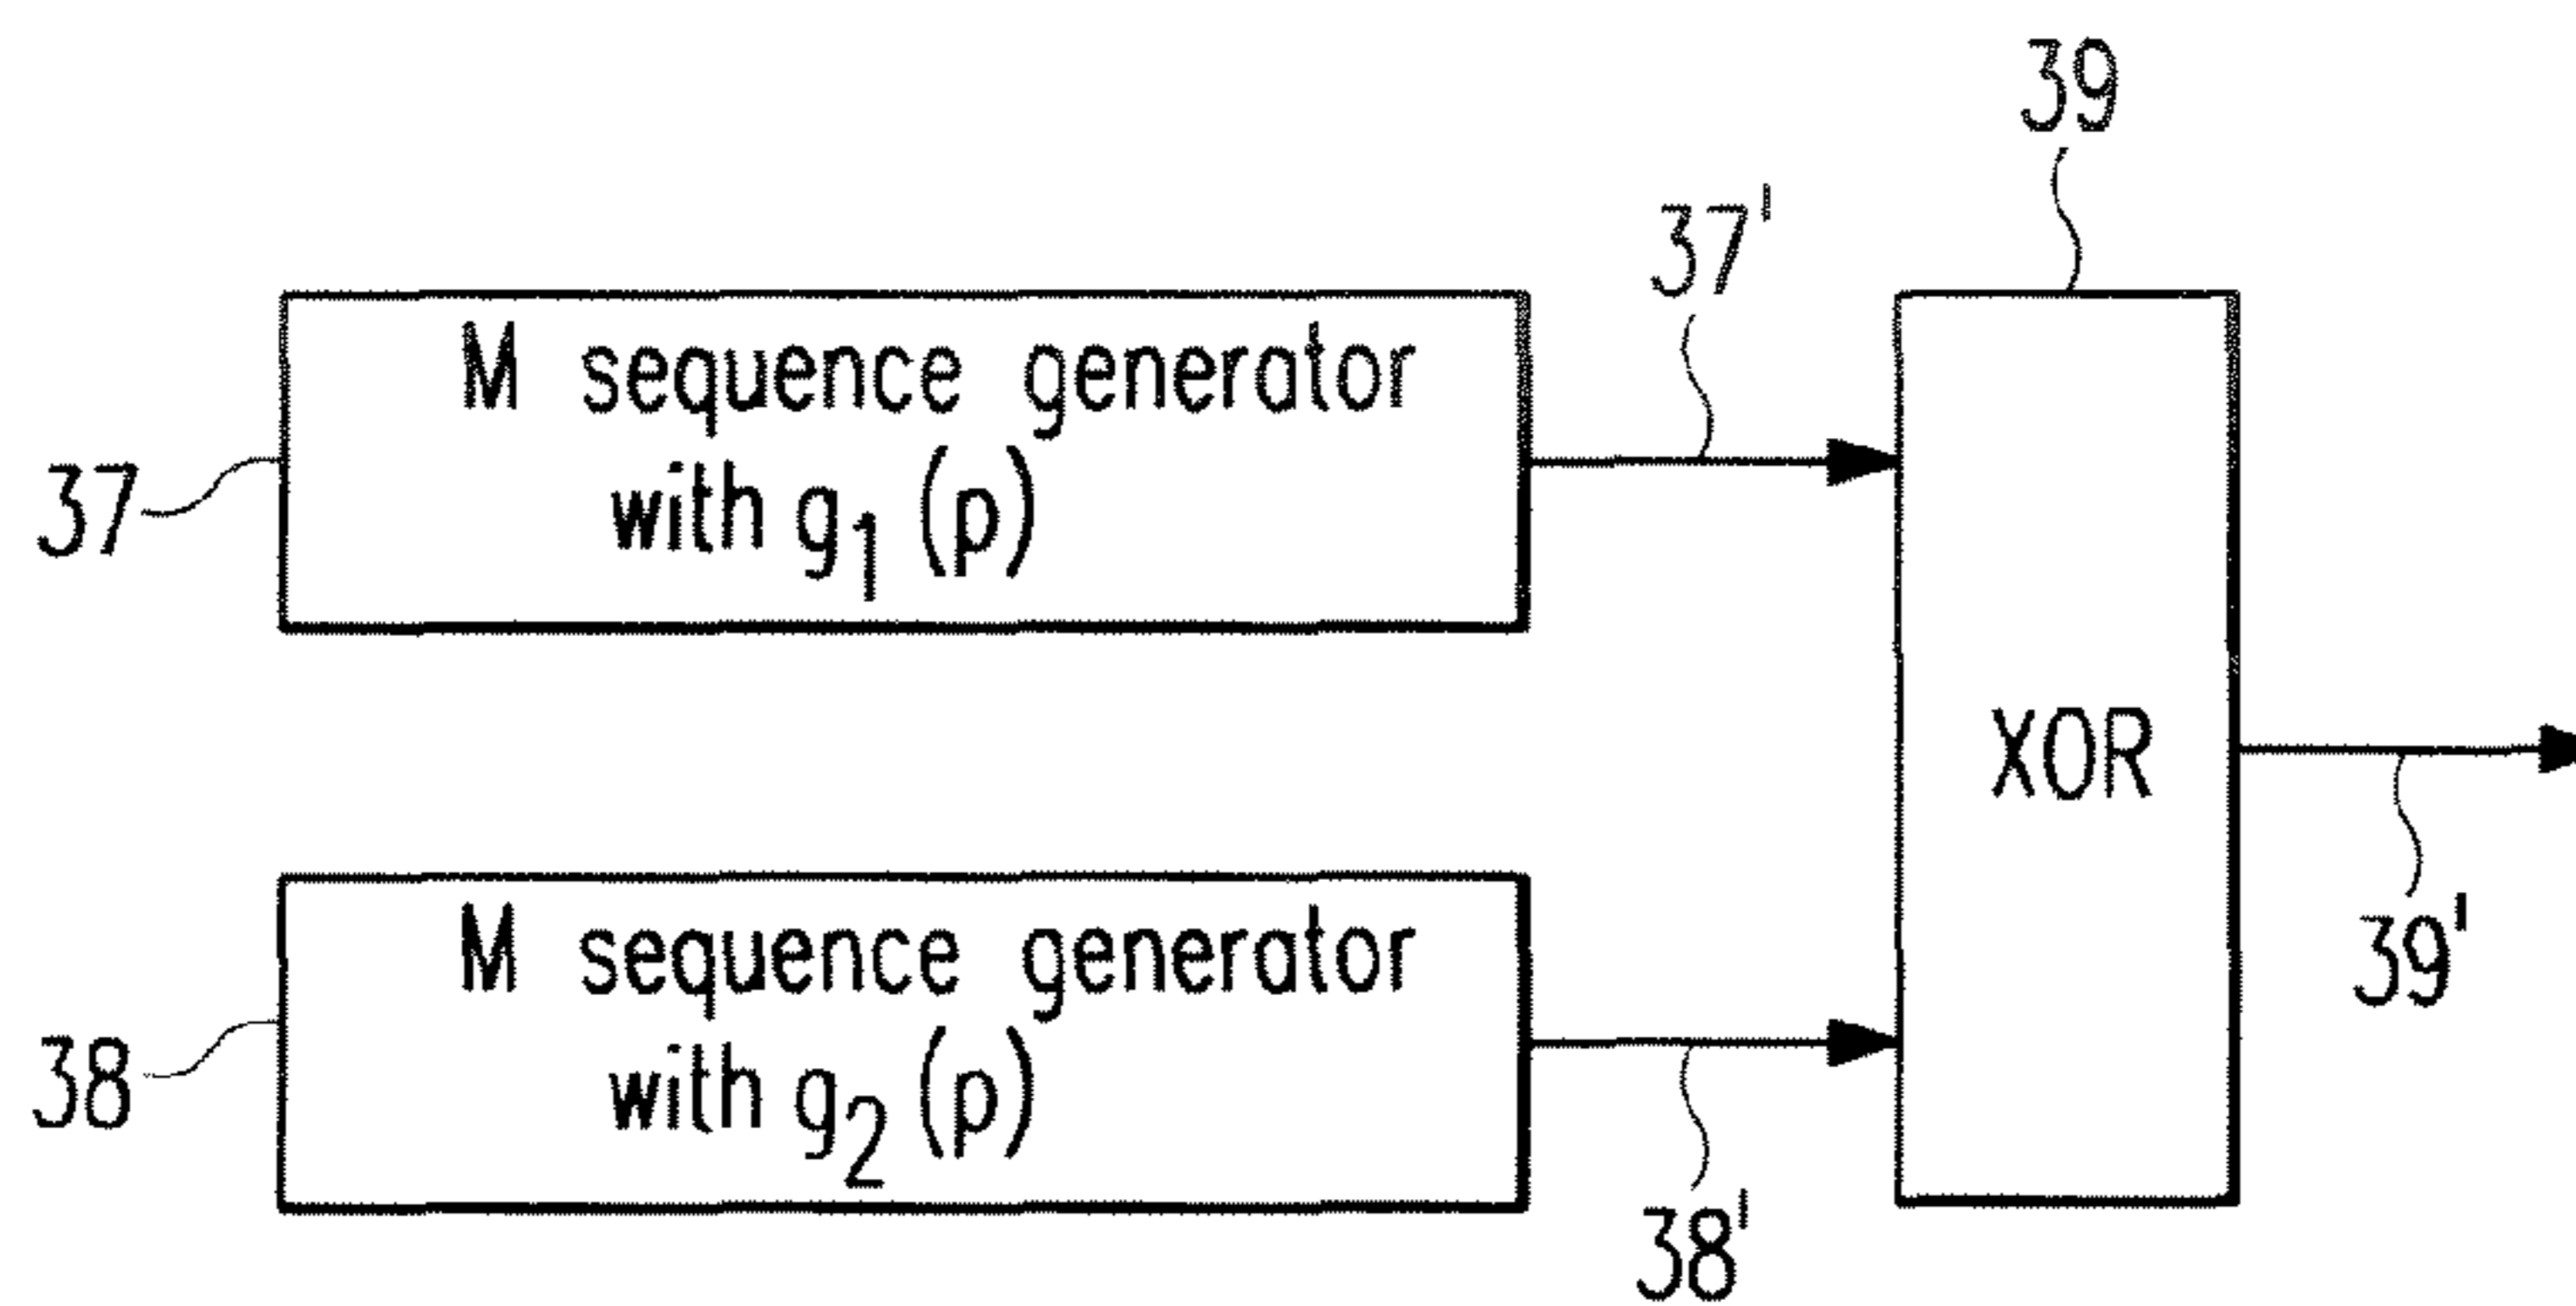 39
37'
M sequence generator
with g1 (p)
37
XOR
39'
M sequence generator
with g2 (p)
38
38'